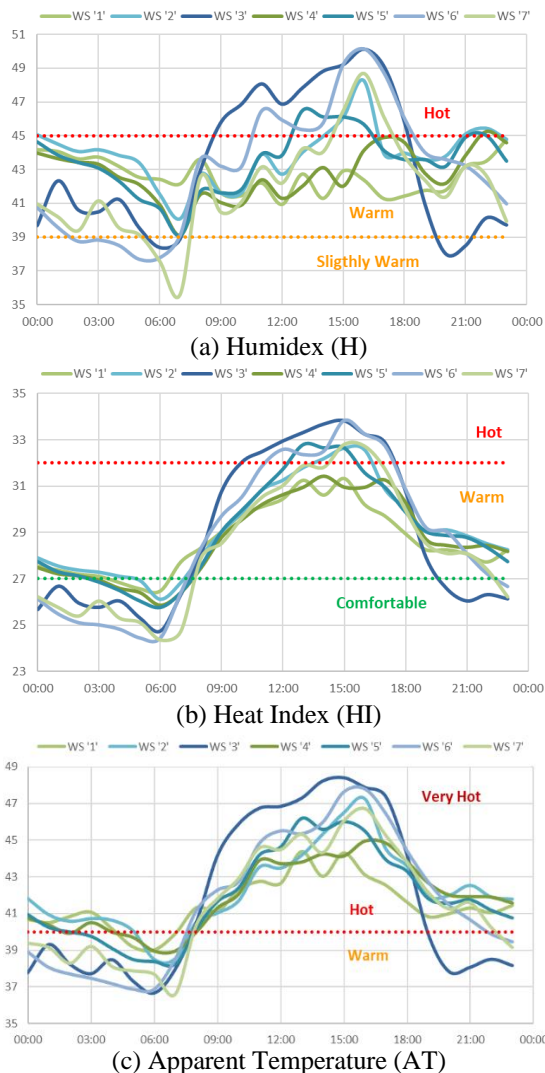 WS '1' WS '2' WS '3' WS '4' WS '5' WS '6' WS '7'
51
49
47
45
43
41
39
37
35
Hot
Warm
Sligthly Warm
00:00 03:00 06:00 09:00 12:00 15:00 18:00 21:00 00:00
(a) Humidex (H)
WS '1' WS '2' WS '3' WS '4' WS '5' WS '6' WS '7'
35
33
31
29
27
25
23
Hot
Warm
Comfortable
00:00 03:00 06:00 09:00 12:00 15:00 18:00 21:00 00:00
(b) Heat Index (HI)
WS '1' WS '2' WS '3' WS '4' WS '5' WS '6' WS '7'
49
47
45
43
41
39
37
35
Very Hot
Hot
Warm
00:00 03:00 06:00 09:00 12:00 15:00 18:00 21:00 00:00
(c) Apparent Temperature (AT)